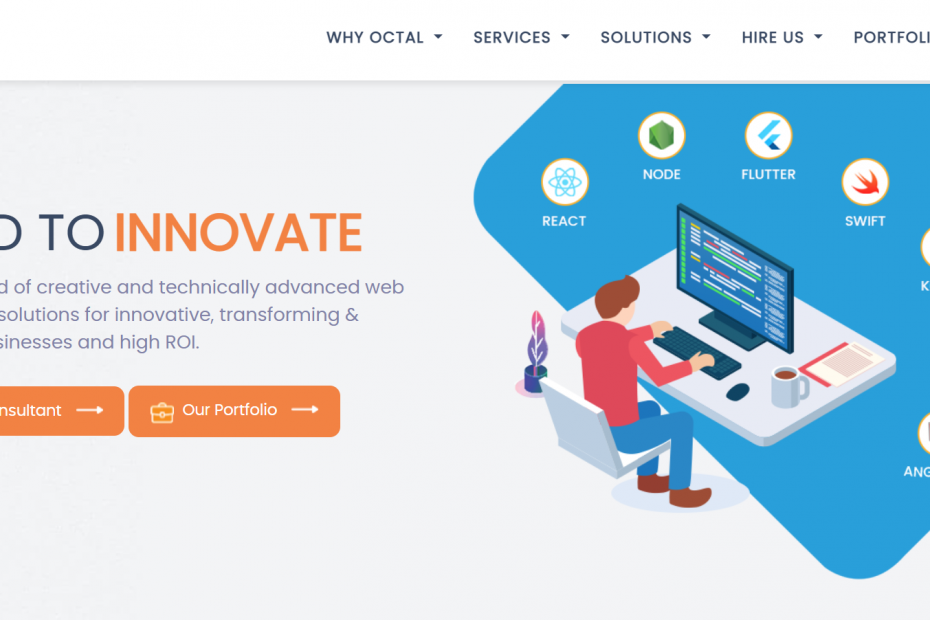 WHY OCTAL SERVICES SOLUTIONS HIRE US PORTFOLI
NODE FLUTTER
REACT SWIFT
D TO INNOVATE
K
d of creative and technically advanced web
solutions for innovative, transforming &
sinesses and high ROI.
nsultant Our Portfolio
ANG